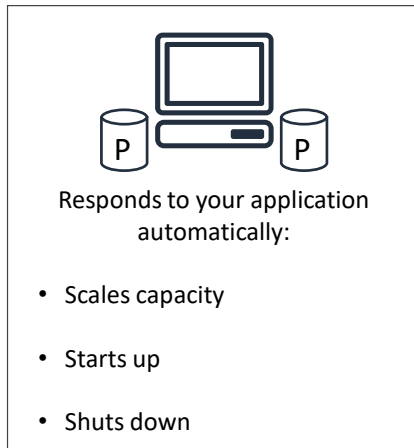 P
P
Responds to your application
automatically:
• Scales capacity
• Starts up
• Shuts down